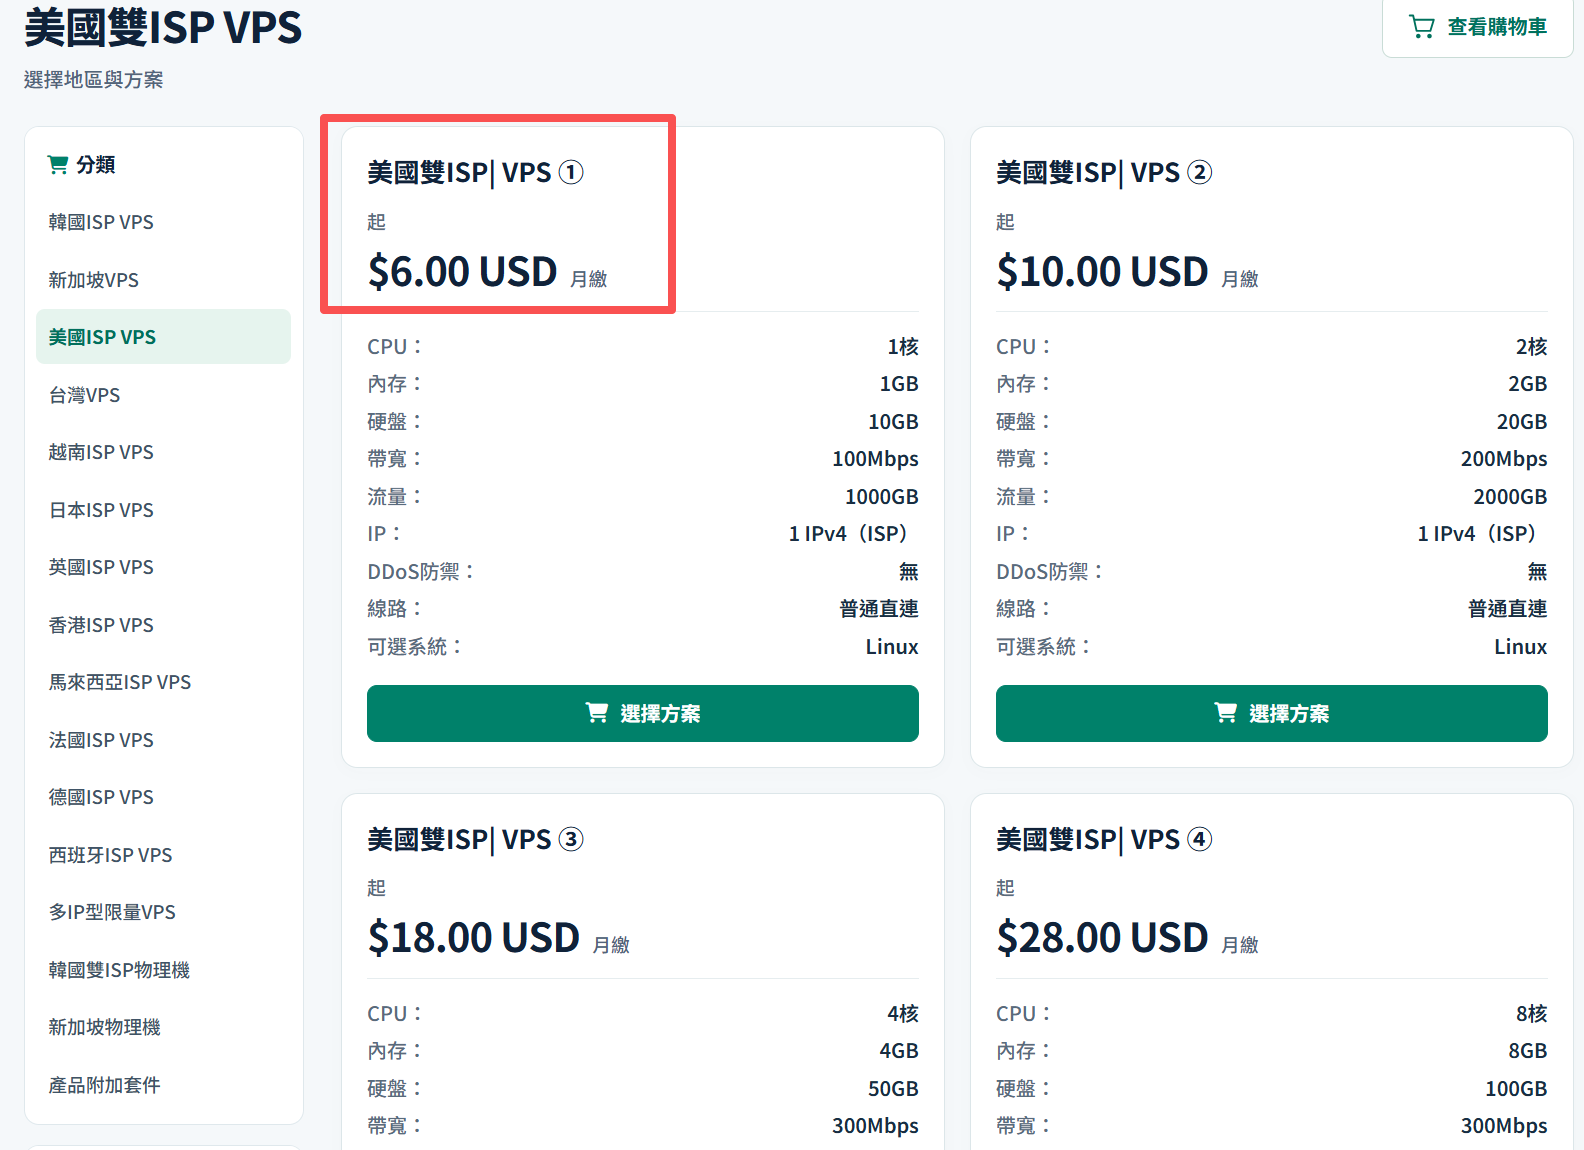 美國雙ISP VPS
選擇地區與方案
查看購物車
分類
韓國ISP VPS
新加坡VPS
美國ISP VPS
台灣VPS
越南ISP VPS
日本ISP VPS
英國ISP VPS
香港ISP VPS
馬來西亞ISP VPS
法國ISP VPS
德國ISP VPS
西班牙ISP VPS
多IP型限量VPS
韓國雙ISP物理機
新加坡物理機
產品附加套件
美國雙ISP| VPS ①
起
$6.00 USD 月繳
CPU： 1核
內存： 1GB
硬盤： 10GB
帶寬： 100Mbps
流量： 1000GB
IP： 1 IPv4（ISP）
DDoS防禦： 無
線路： 普通直連
可選系統： Linux
選擇方案
美國雙ISP| VPS ②
起
$10.00 USD 月繳
CPU： 2核
內存： 2GB
硬盤： 20GB
帶寬： 200Mbps
流量： 2000GB
IP： 1 IPv4（ISP）
DDoS防禦： 無
線路： 普通直連
可選系統： Linux
選擇方案
美國雙ISP| VPS ③
起
$18.00 USD 月繳
CPU： 4核
內存： 4GB
硬盤： 50GB
帶寬： 300Mbps
美國雙ISP| VPS ④
起
$28.00 USD 月繳
CPU： 8核
內存： 8GB
硬盤： 100GB
帶寬： 300Mbps